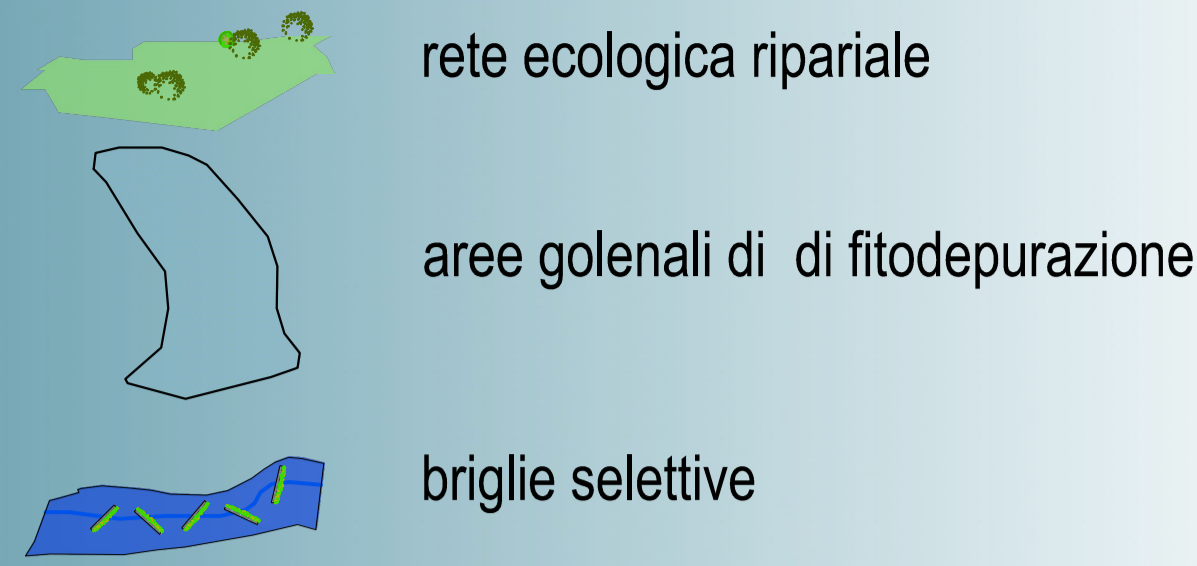 rete ecologica ripariale
aree golenali di di fitodepurazione
briglie selettive